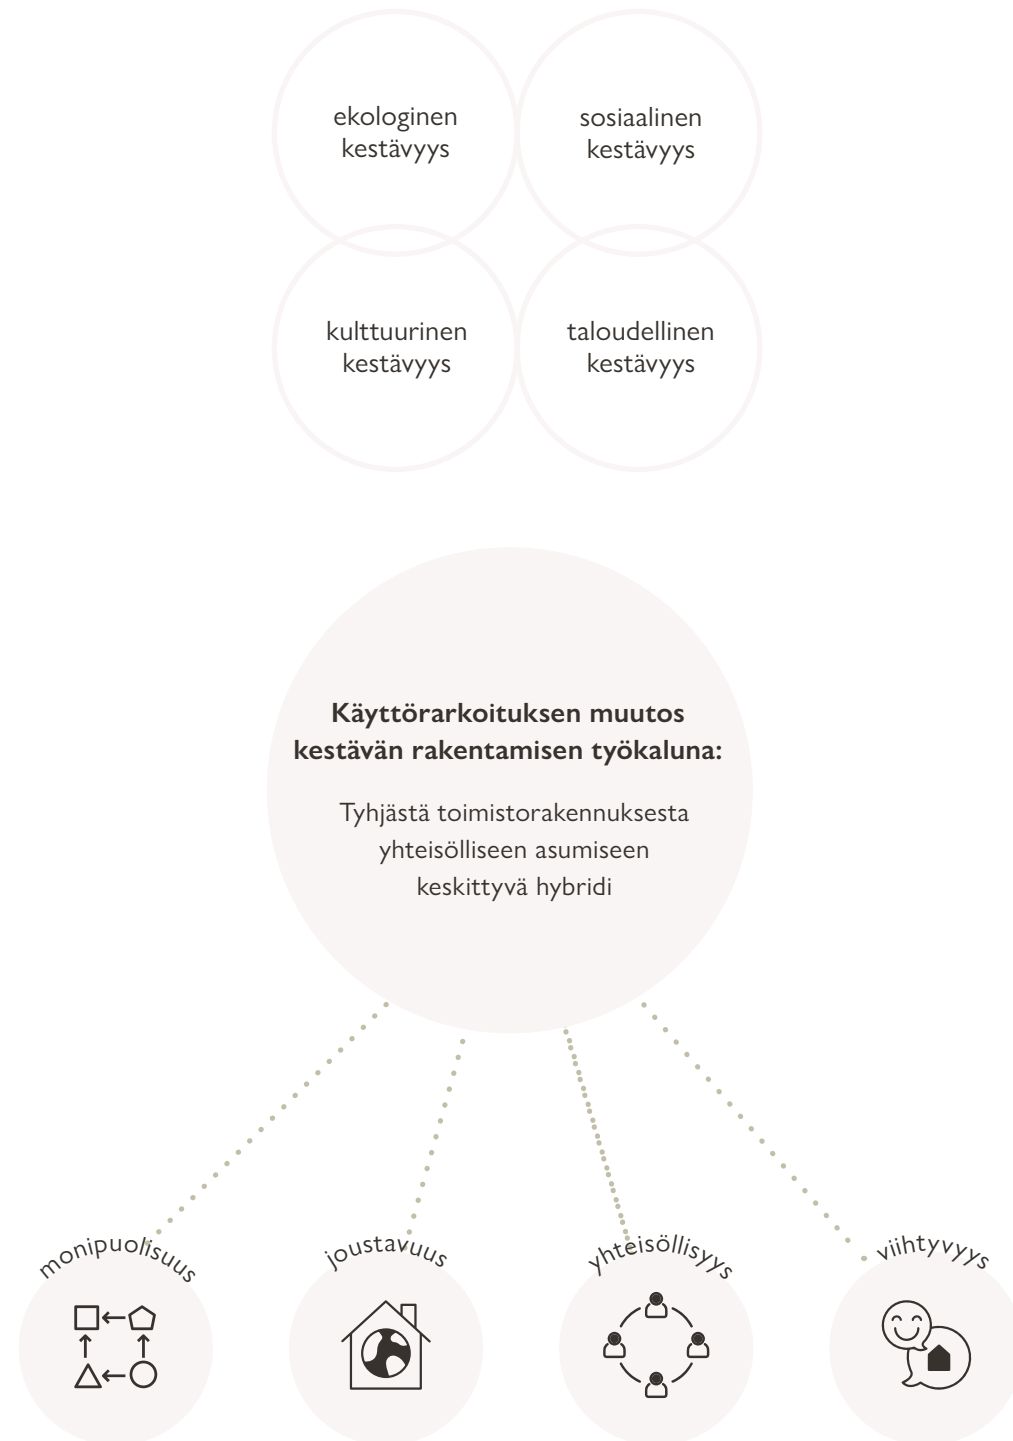 ekologinen
kestävyys
sosiaalinen
kestävyys
kulttuurinen
kestävyys
taloudellinen
kestävyys
Käyttörarkoituksen muutos
kestävän rakentamisen työkaluna:
Tyhjästä toimistorakennuksesta
yhteisölliseen asumiseen
keskittyvä hybridi
monipuolisuus
joustavuus
yhteisöllisyys
viihtyvyys